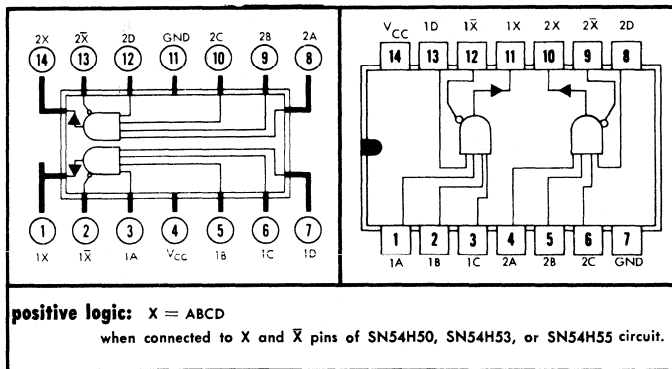 2X 2X̅ 2D GND 2C 2B 2A
14 13 12 11 10 9 8
1 2 3 4 5 6 7
1X 1X̅ 1A VCC 1B 1C 1D
VCC 1D 1X̅ 1X 2X 2X̅ 2D
14 13 12 11 10 9 8
1 2 3 4 5 6 7
1A 1B 1C 2A 2B 2C GND
positive logic: X = ABCD
when connected to X and X̅ pins of SN54H50, SN54H53, or SN54H55 circuit.